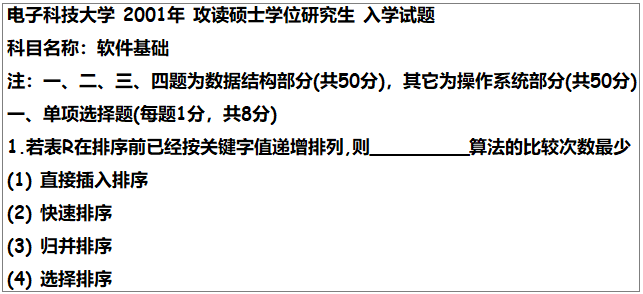 电子科技大学 2001年 攻读硕士学位研究生 入学试题
科目名称：软件基础
注：一、二、三、四题为数据结构部分(共50分)，其它为操作系统部分(共50分)
一、单项选择题(每题1分，共8分)
1.若表R在排序前已经按关键字值递增排列,则__________算法的比较次数最少
(1) 直接插入排序
(2) 快速排序
(3) 归并排序
(4) 选择排序